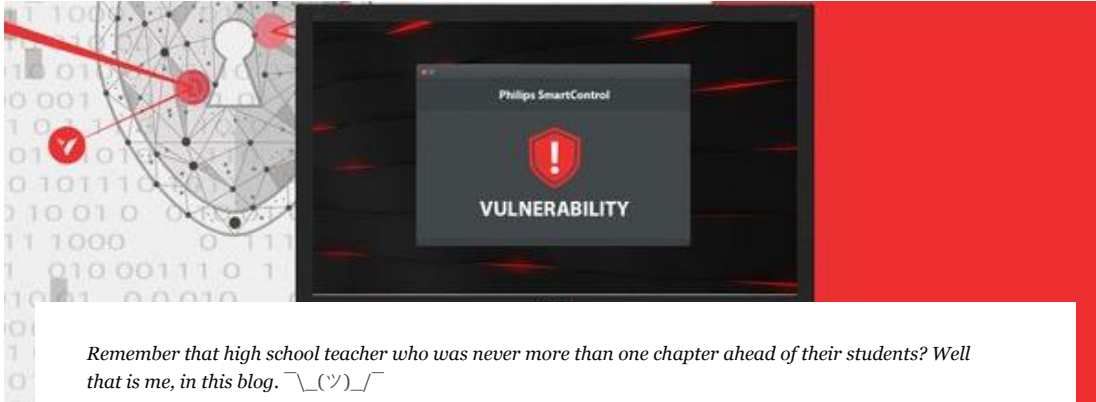 Philips SmartControl
VULNERABILITY
Remember that high school teacher who was never more than one chapter ahead of their students? Well
that is me, in this blog. ¯\_(ツ)_/¯